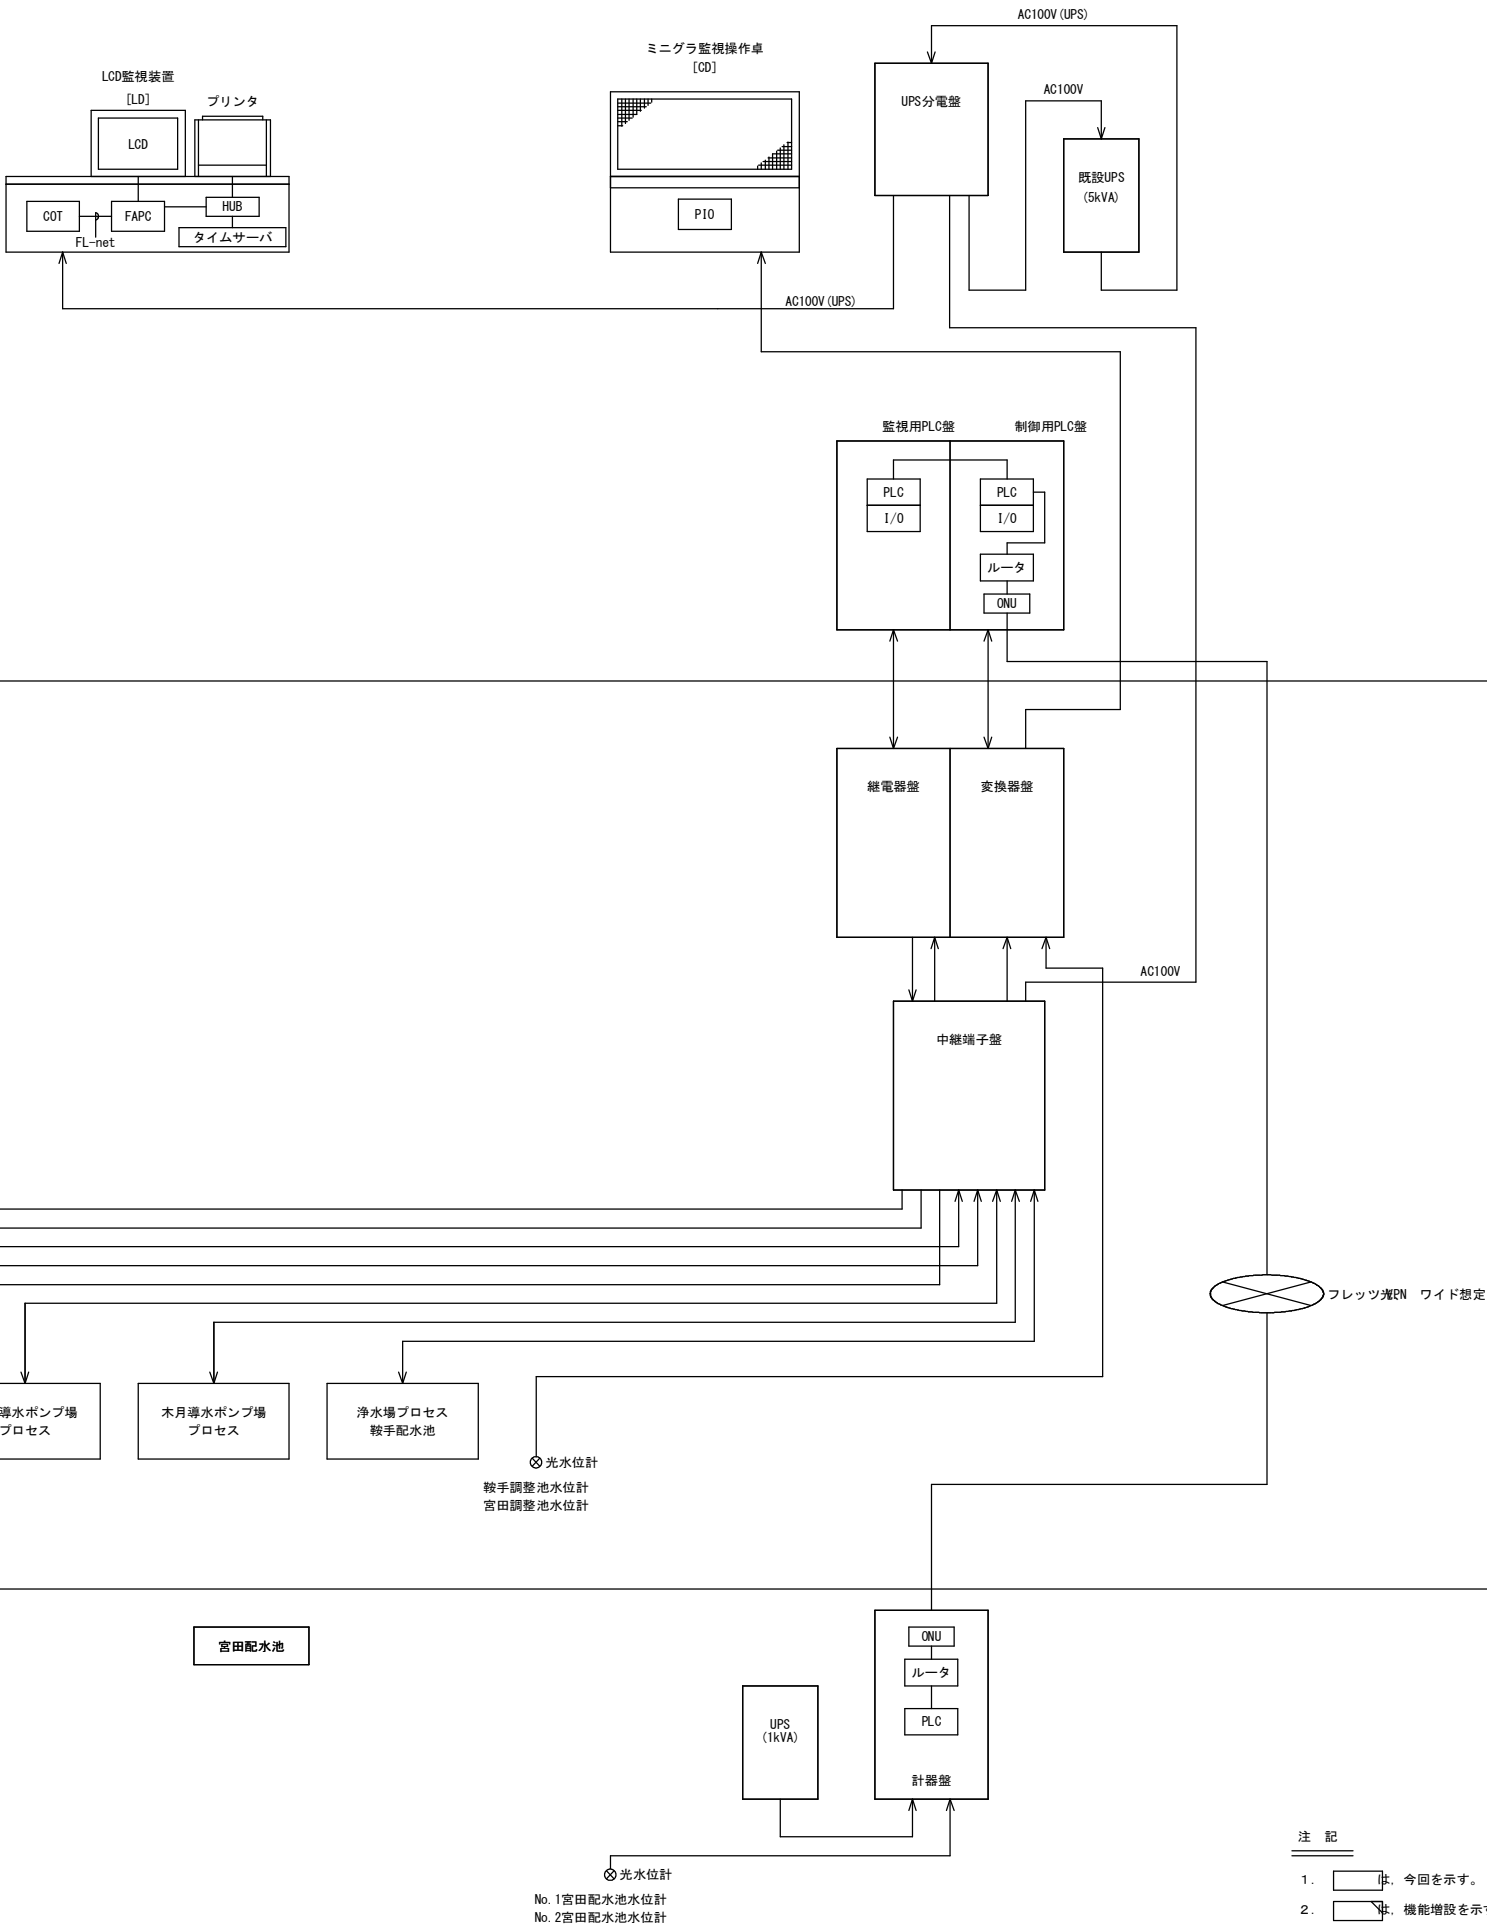 AC100V(UPS)
ミニグラ監視操作卓
[CD]
LCD監視装置
[LD]
プリンタ
LCD
COT
FAPC
HUB
FL-net
タイムサーバ
PIO
UPS分電盤
AC100V
既設UPS
(5kVA)
AC100V(UPS)
監視用PLC盤
制御用PLC盤
PLC
I/O
PLC
I/O
ルータ
ONU
継電器盤
変換器盤
AC100V
中継端子盤
フレッツ光VPN ワイド想定
導水ポンプ場
プロセス
木月導水ポンプ場
プロセス
浄水場プロセス
鞍手配水池
光水位計
鞍手調整池水位計
宮田調整池水位計
宮田配水池
ONU
ルータ
PLC
計器盤
UPS
(1kVA)
光水位計
No.1宮田配水池水位計
No.2宮田配水池水位計
注 記
1. は，今回を示す。
2. は，機能増設を示す